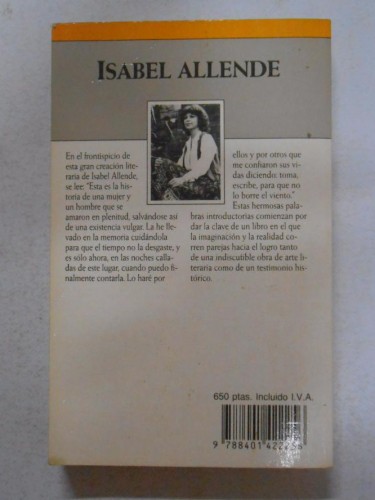 ISABEL ALLENDE
En el frontispicio de
esta gran creación lite-
raria de Isabel Allende,
se lee: "Esta es la his-
toria de una mujer y
un hombre que se
amaron en plenitud, salvándose así
de una existencia vulgar. La he lle-
vado en la memoria cuidándola
para que el tiempo no la desgaste, y
es sólo ahora, en las noches calla-
das de este lugar, cuando puedo fi-
nalmente contarla. Lo haré por
ellos y por otros que
me confiaron sus vi-
das diciendo: toma,
escribe, para que no
lo borre el viento."
Estas hermosas pala-
bras introductorias comienzan por
dar la clave de un libro en el que
la imaginación y la realidad co-
rren parejas hacia el logro tanto
de una indiscutible obra de arte li-
teraria como de un testimonio his-
tórico.
650 ptas. Incluido I.V.A.